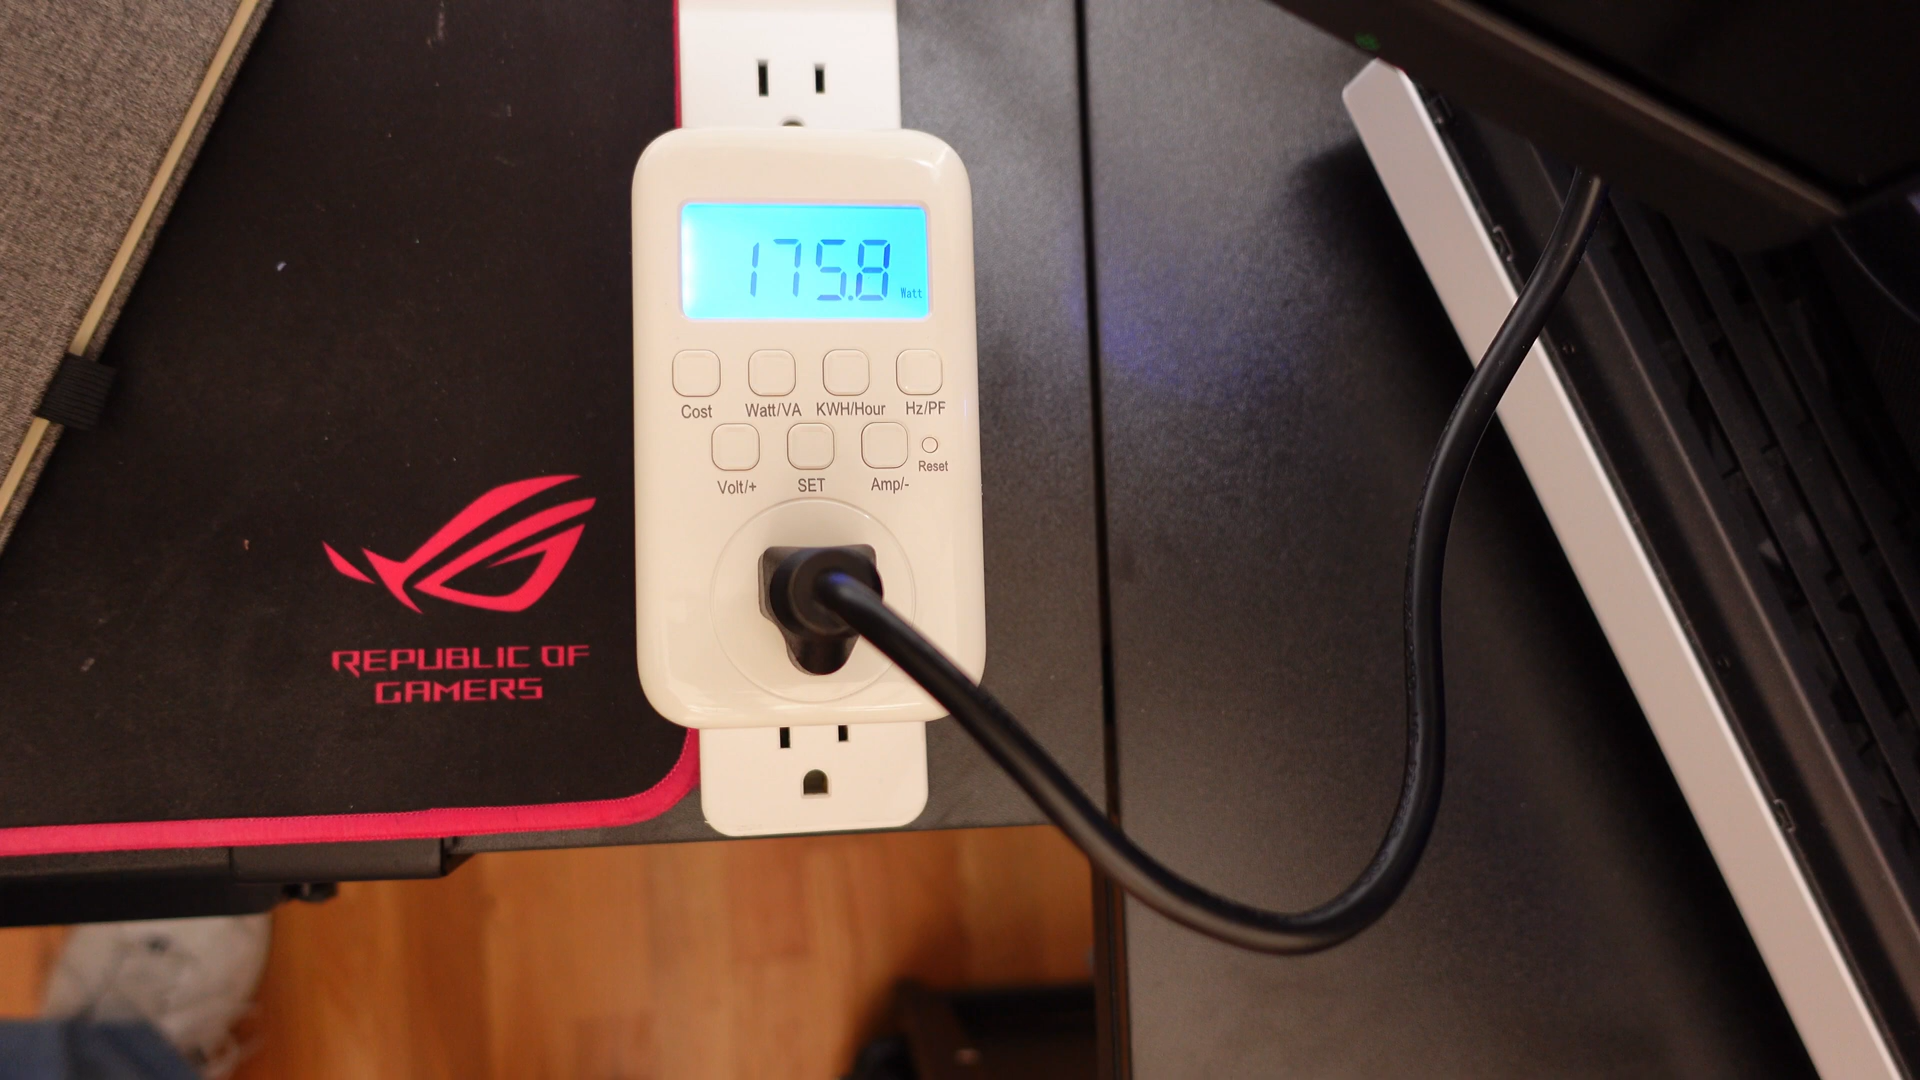 175.8
Watt
Cost Watt/VA KWH/Hour Hz/PF
Reset
Volt/+ SET Amp/-
REPUBLIC OF
GAMERS